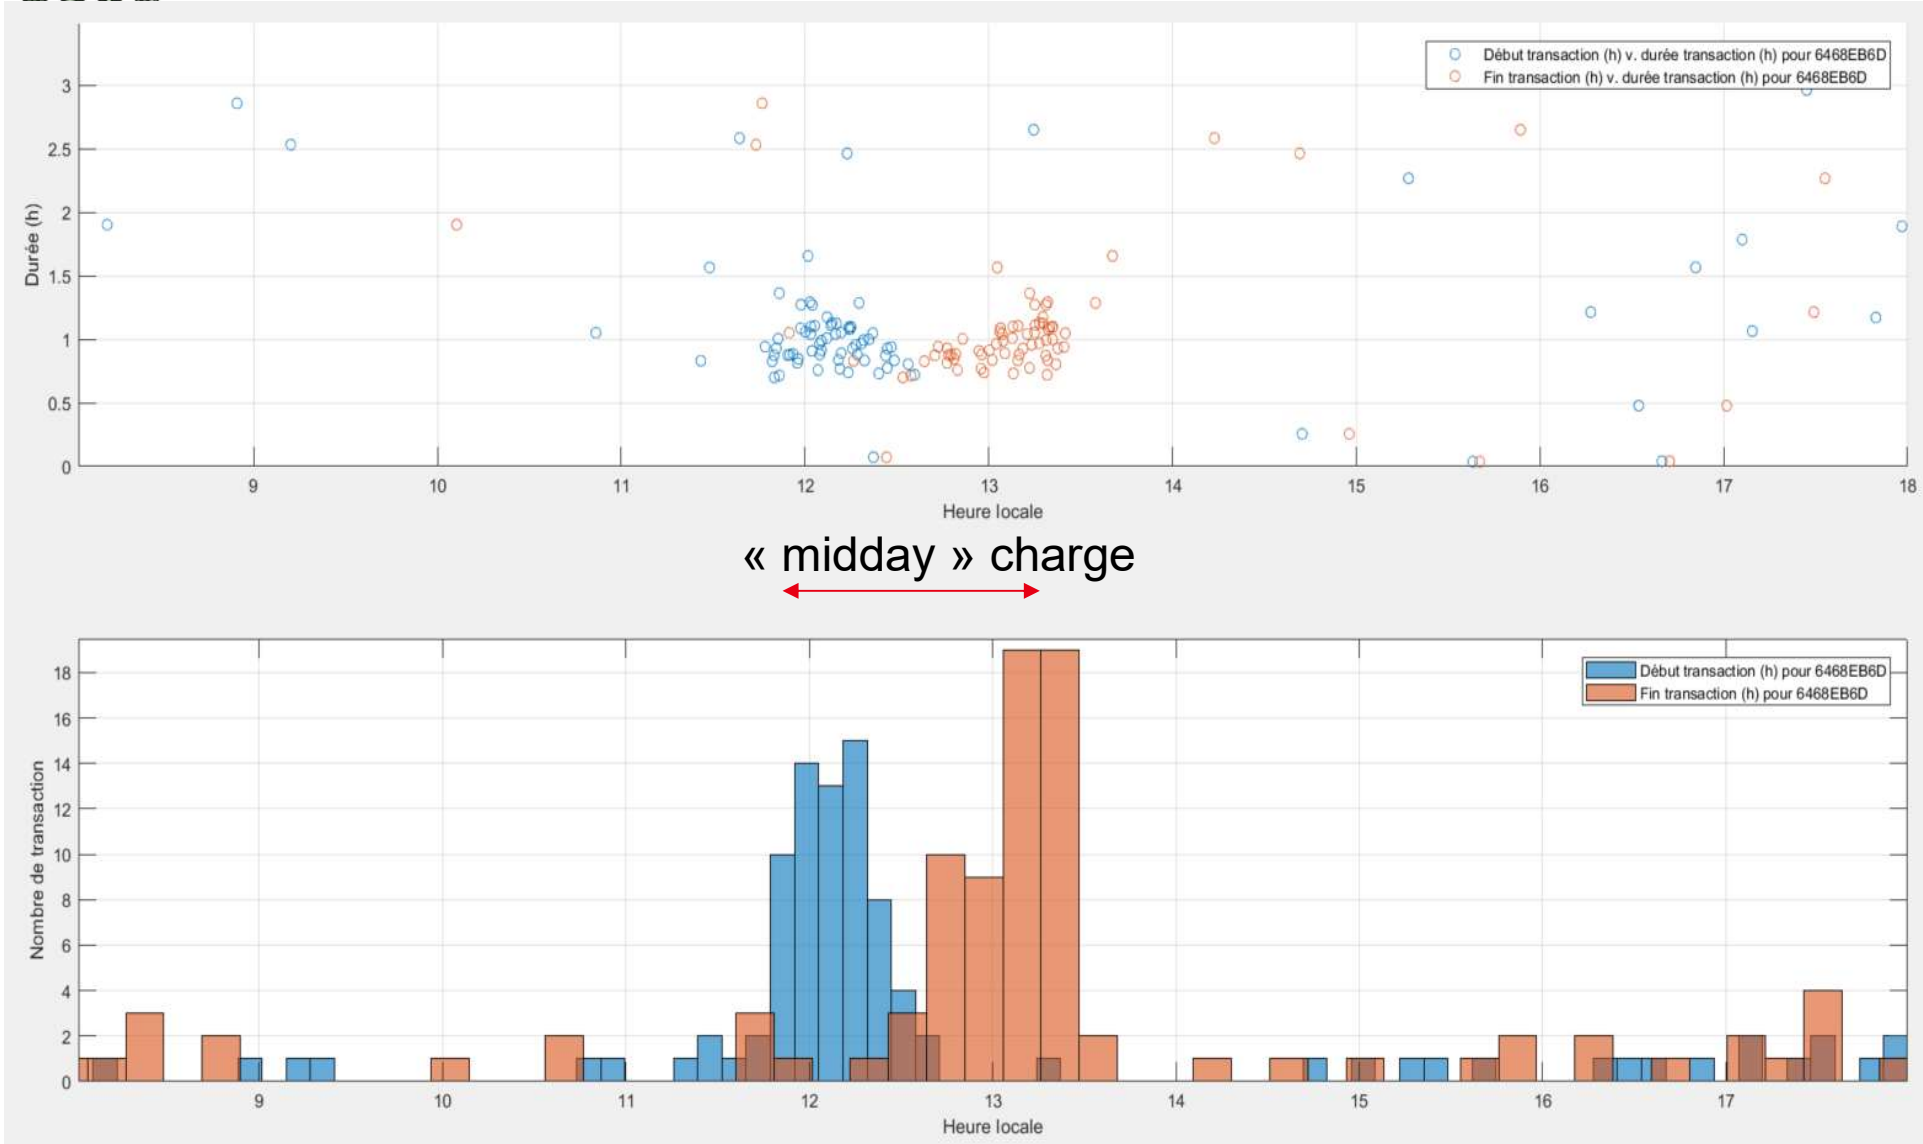 Début transaction (h) v. durée transaction (h) pour 6468EB6D
Fin transaction (h) v. durée transaction (h) pour 6468EB6D
3
2.5
2
1.5
1
0.5
0
Durée (h)
9 10 11 12 13 14 15 16 17 18
Heure locale
« midday » charge
Début transaction (h) pour 6468EB6D
Fin transaction (h) pour 6468EB6D
18
16
14
12
10
8
6
4
2
0
Nombre de transaction
9 10 11 12 13 14 15 16 17
Heure locale